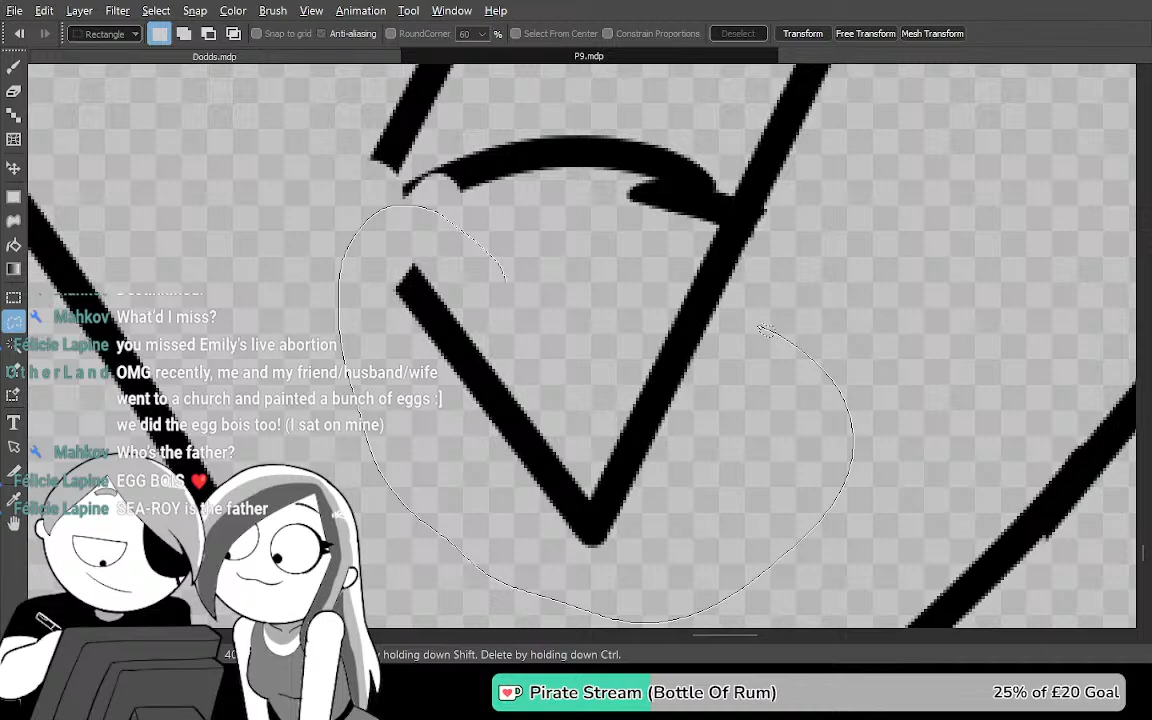 File Edit Layer Filter Select Snap Color Brush View Animation Tool Window Help
Rectangle Snap to grid Anti-aliasing RoundCorner 60 % Select From Center Constrain Proportions Deselect Transform Free Transform Mesh Transform
Dodds.mdp P9.mdp
Mahkov What'd I miss?
Félicie Lapine you missed Emily's live abortion
OtherLand OMG recently, me and my friend/husband/wife
went to a church and painted a bunch of eggs ;]
we did the egg bois too! (I sat on mine)
Mahkov Who's the father?
Félicie Lapine EGG BOIS ❤️
Félicie Lapine SEA-ROY is the father
T
holding down Shift. Delete by holding down Ctrl.
Pirate Stream (Bottle Of Rum) 25% of £20 Goal